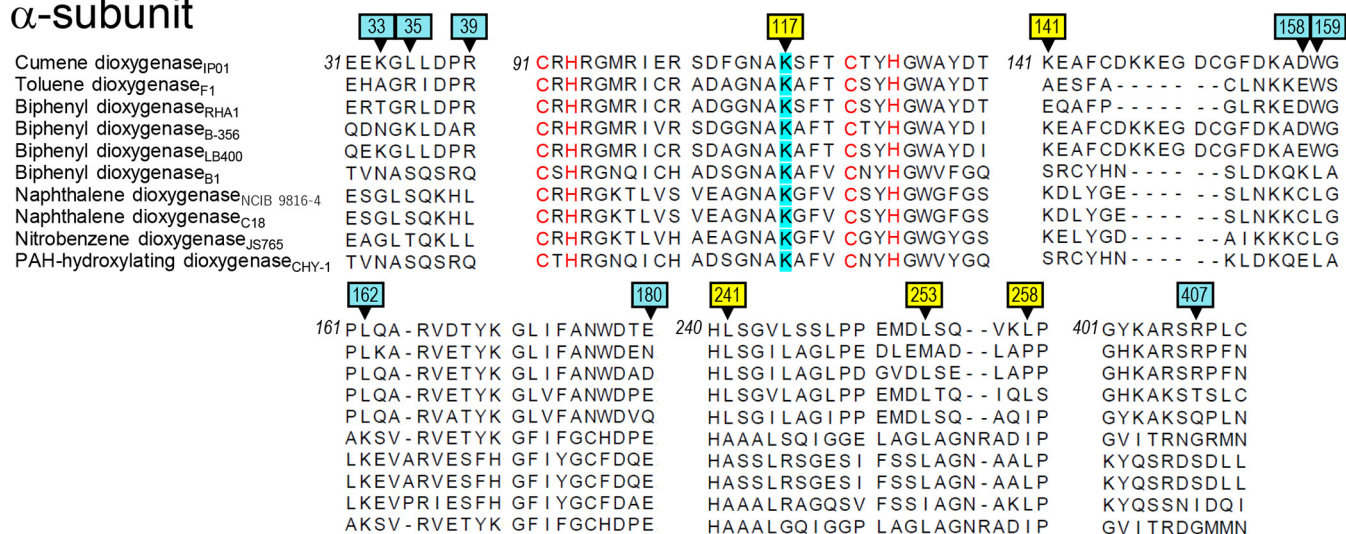 α-subunit
33 35 39 117 141 158 159
Cumene dioxygenaseIP01 31 EEKGLLDPR 91 CRHRGMRIER SDFGNAKSFT CTYHGWAYDT 141 KEAFCDKKEG DCGFDKADWG
Toluene dioxygenaseF1 EHAGRIDPR CRHRGMRICR ADAGNAKAFT CSYHGWAYDT AESFA----- --CLNKKEWS
Biphenyl dioxygenaseRHA1 ERTGRLDPR CRHRGMRICR ADGGNAKAFT CSYHGWAYDT EQAFP----- --GLRKEDWG
Biphenyl dioxygenaseB-356 QDNGKLDAR CRHRGMRIVR SDGGNAKAFT CTYHGWAYDI KEAFCDKKEG DCGFDKADWG
Biphenyl dioxygenaseLB400 QEKGLLDPR CRHRGMRICR SDAGNAKAFT CSYHGWAYDI KEAFCDKKEG DCGFDKAEWG
Biphenyl dioxygenaseB1 TVNASQSRQ CSHRGNQICH ADSGNAKAFV CNYHGWVFGQ SRCYHN---- --SLDKQKLA
Naphthalene dioxygenaseNCIB 9816-4 ESGLSQKHL CRHRGKTLVS VEAGNAKGFV CSYHGWGFGS KDLYGE---- --SLNKKCLG
Naphthalene dioxygenaseC18 ESGLSQKHL CRHRGKTLVS VEAGNAKGFV CSYHGWGYGS KDLYGE---- --SLNKKCLG
Nitrobenzene dioxygenaseJS765 EAGLTQKLL CRHRGKTLVH AEAGNAKGFV CGYHGWGYGS KELYGD---- --AIKKKCLG
PAH-hydroxylating dioxygenaseCHY-1 TVNASQSRQ CTHRGNQICH ADSGNAKAFV CNYHGWVYGQ SRCYHN---- --KLDKQELA
162 180 241 253 258 407
161 PLQA-RVDTYK GLIFANWDTE 240 HLSGVLSSLPP EMDLSQ--VKLP 401 GYKARSRPLC
PLKA-RVETYK GLIFANWDEN HLSGILAGLPE DLEMAD--LAPP GHKARSRPFN
PLQA-RVETYK GLIFANWDAD HLSGILAGLPD GVDLSE--LAPP GHKARSRPFN
PLQA-RVETYK GLVFANWDPE HLSGVLAGLPP EMDLTQ--IQLS GYKAKSTSLC
PLQA-RVATYK GLVFANWDVQ HLSGILAGIPP EMDLSQ--AQIP GYKAKSQPLN
AKSV-RVETYK GFIFGCHDPE HAAALSQIGGE LAGLAGNRADIP GVITRNGRMN
LKEVARVESFH GFIYGCFDQE HASSLRSGESI FSSLAGN-AALP KYQSRDSDLL
LKEVARVESFH GFIYGCFDQE HASSLRSGESI FSSLAGN-AALP KYQSRDSDLL
LKEVPRIESFH GFIYGCFDAE HAAALRAGQSV FSSIAGN-AKLP KYQSSNIDQI
AKSV-RVETYK GFIFGCHDPE HAAALGQIGGP LAGLAGNRADIP GVITRDGMMN